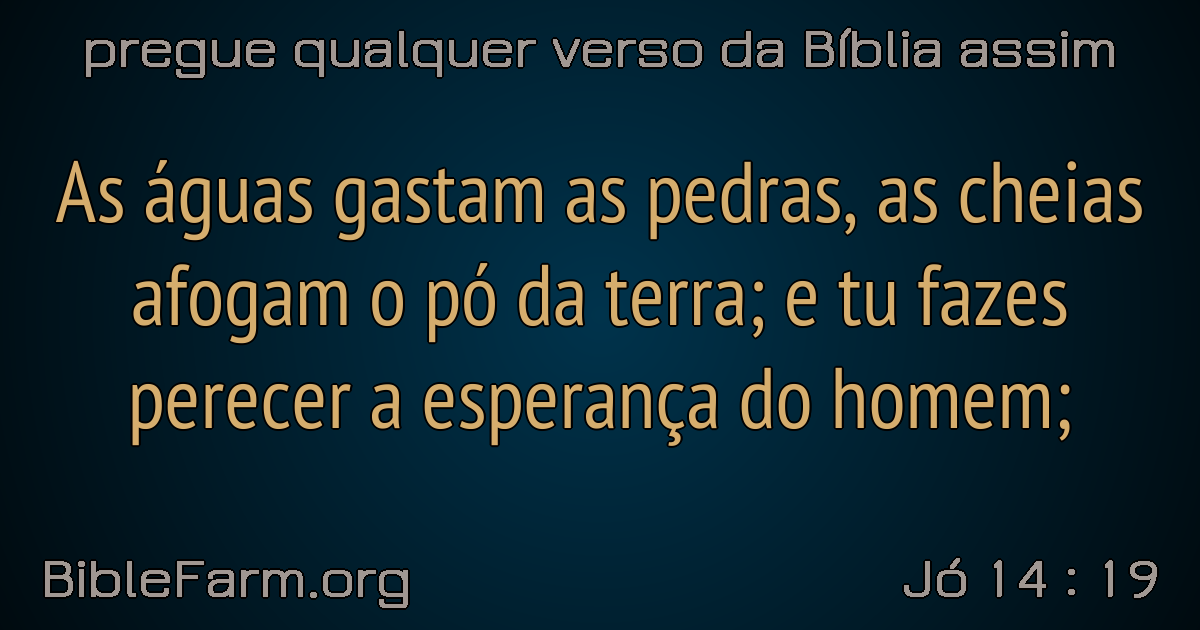 pregue qualquer verso da Bíblia assim
As águas gastam as pedras, as cheias
afogam o pó da terra; e tu fazes
perecer a esperança do homem;
BibleFarm.org
Jó 14 : 19